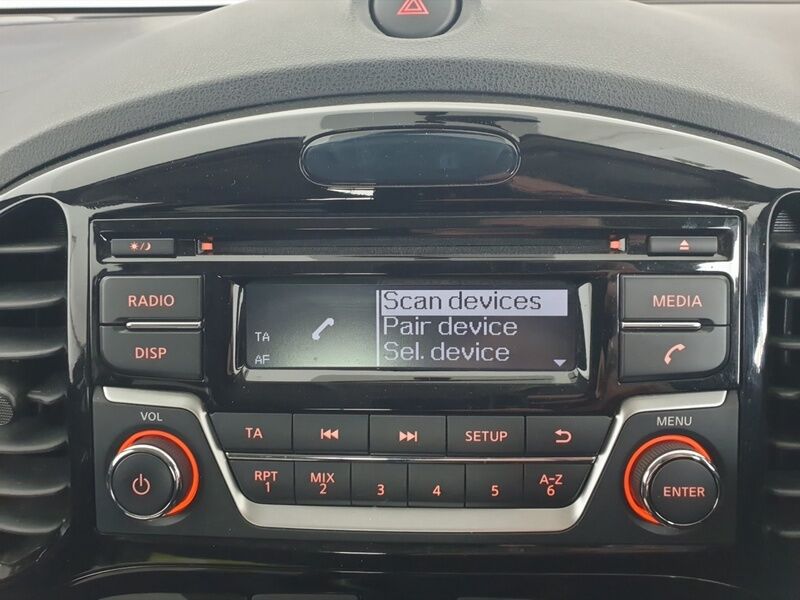 Scan devices
RADIO
MEDIA
Pair device
TA
DISP
Sel. device
AF
VOL
MENU
TA
SETUP
RPT
1
MIX
2
3
4
5
A-Z
6
ENTER